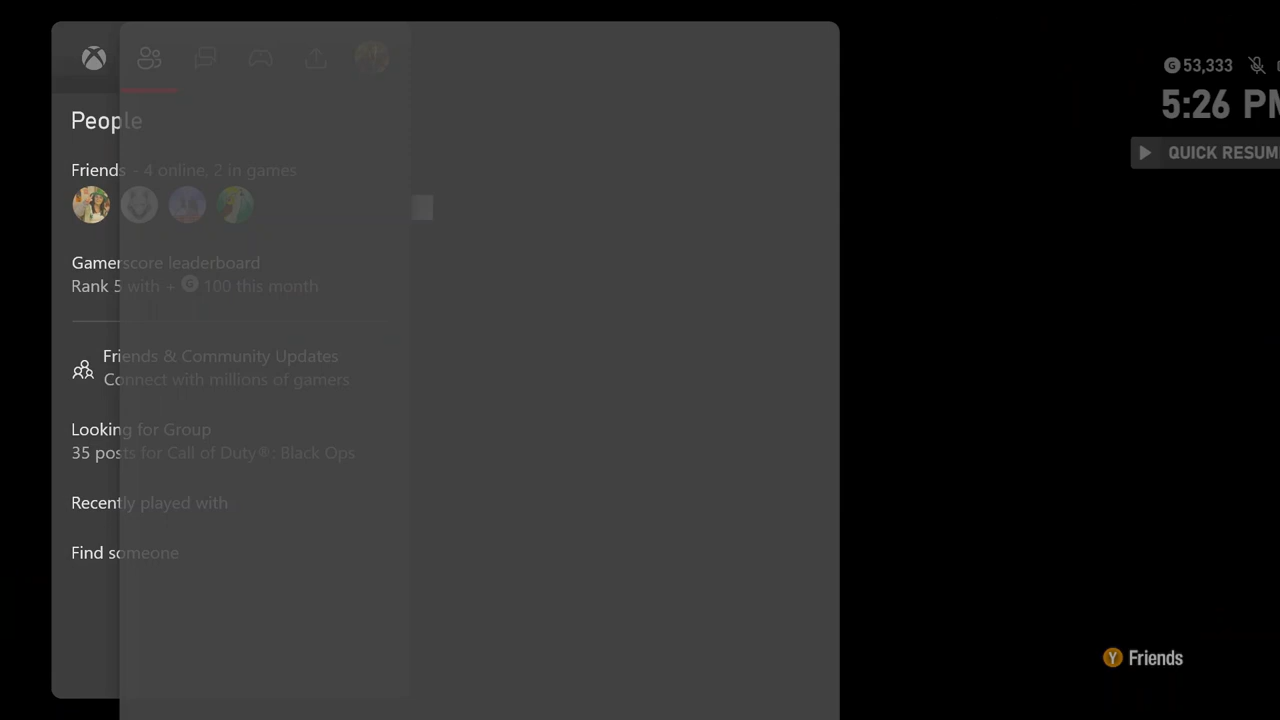 G 53,333
5:26 PM
QUICK RESUM
People
Friends - 4 online, 2 in games
Gamerscore leaderboard
Rank 5 with + G 100 this month
Friends & Community Updates
Connect with millions of gamers
Looking for Group
35 posts for Call of Duty®: Black Ops
Recently played with
Find someone
Y Friends